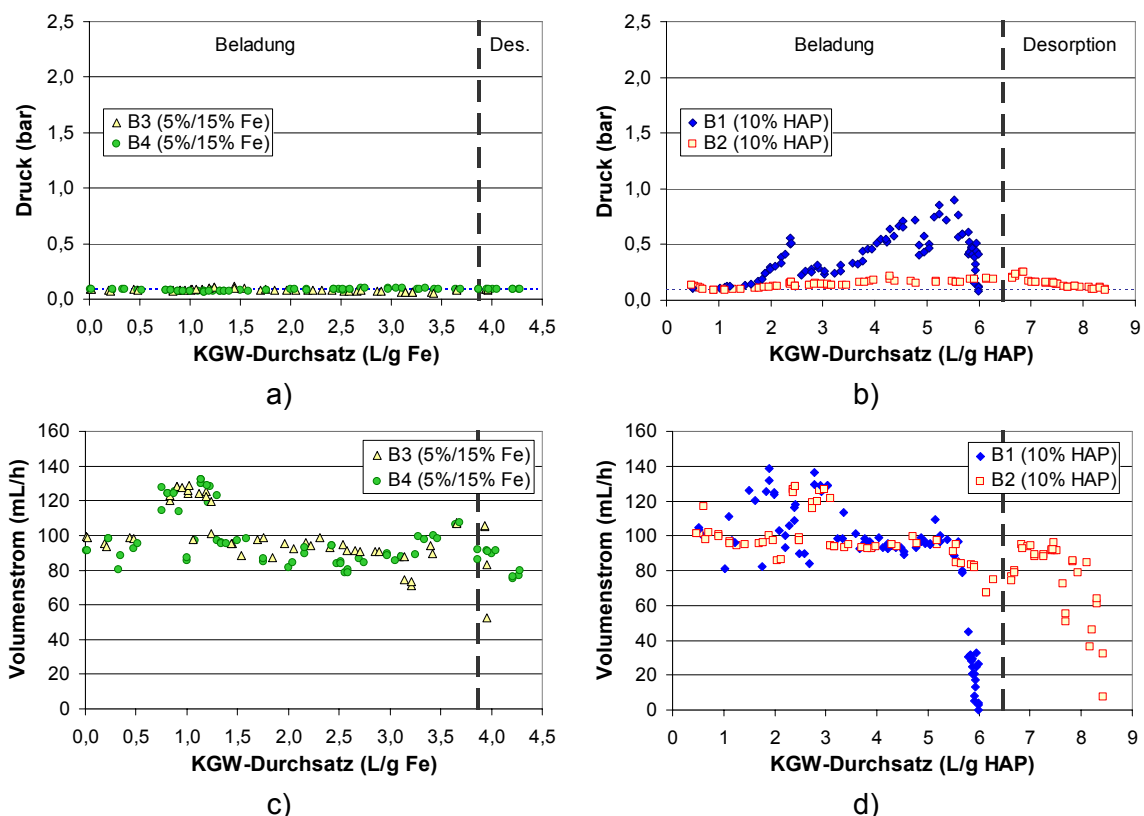 2,5
2,0
1,5
1,0
0,5
0,0
Druck (bar)
Beladung
Des.
B3 (5%/15% Fe)
B4 (5%/15% Fe)
0,0 0,5 1,0 1,5 2,0 2,5 3,0 3,5 4,0 4,5
KGW-Durchsatz (L/g Fe)
a)
2,5
2,0
1,5
1,0
0,5
0,0
Druck (bar)
Beladung
Desorption
B1 (10% HAP)
B2 (10% HAP)
0 1 2 3 4 5 6 7 8 9
KGW-Durchsatz (L/g HAP)
b)
160
140
120
100
80
60
40
20
0
Volumenstrom (mL/h)
B3 (5%/15% Fe)
B4 (5%/15% Fe)
0,0 0,5 1,0 1,5 2,0 2,5 3,0 3,5 4,0 4,5
KGW-Durchsatz (L/g Fe)
c)
160
140
120
100
80
60
40
20
0
Volumenstrom (mL/h)
B1 (10% HAP)
B2 (10% HAP)
0 1 2 3 4 5 6 7 8 9
KGW-Durchsatz (L/g HAP)
d)